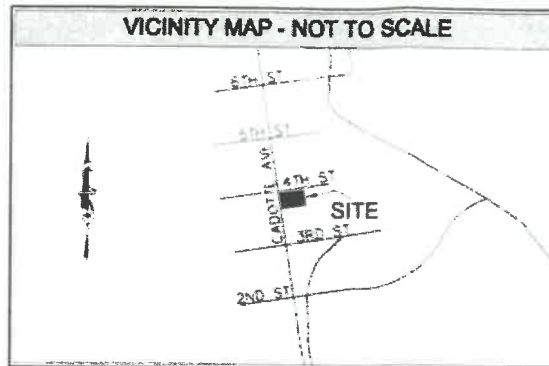 VICINITY MAP - NOT TO SCALE
6TH ST
5TH ST
CADOTTE AVE
4TH ST
SITE
3RD ST
2ND ST